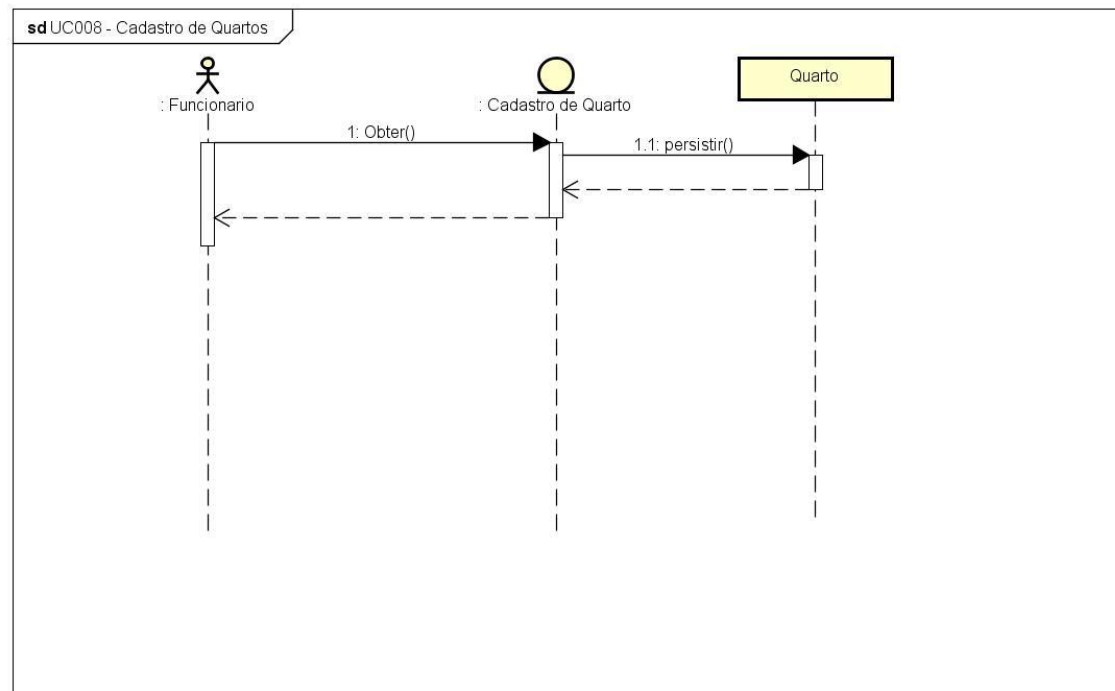 sd UC008 - Cadastro de Quartos
: Funcionario
: Cadastro de Quarto
Quarto
1: Obter()
1.1: persistir()